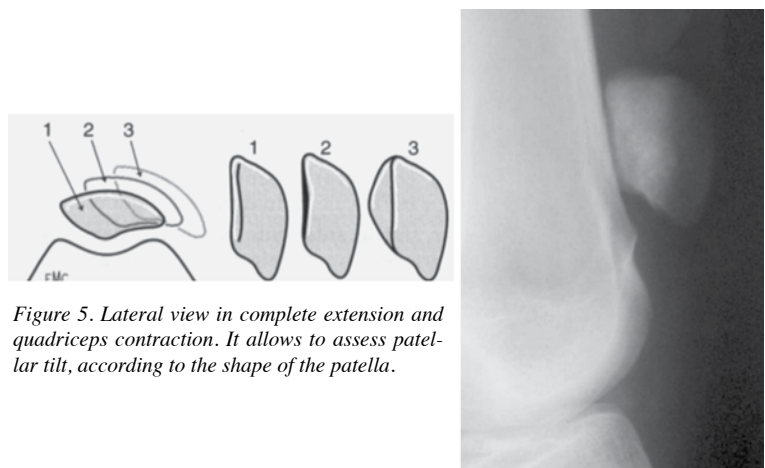 1 2 3
1 2 3
EMC
Figure 5. Lateral view in complete extension and
quadriceps contraction. It allows to assess patel-
lar tilt, according to the shape of the patella.